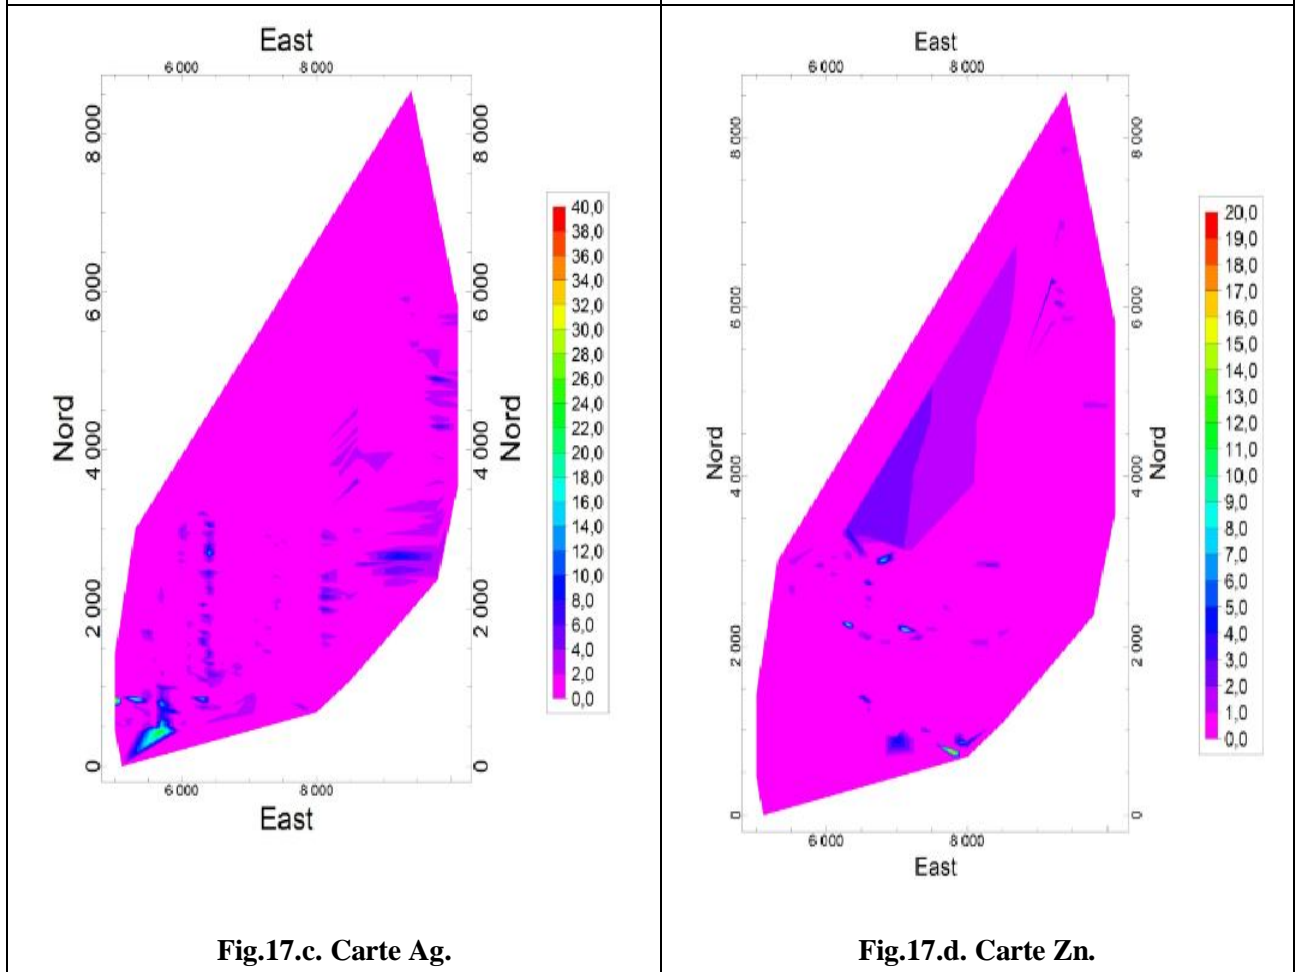 East
6 000 8 000
8 000 8 000
6 000 6 000
Nord Nord
4 000 4 000
2 000 2 000
0 0
6 000 8 000
East
40,0
38,0
36,0
34,0
32,0
30,0
28,0
26,0
24,0
22,0
20,0
18,0
16,0
14,0
12,0
10,0
8,0
6,0
4,0
2,0
0,0
Fig.17.c. Carte Ag.
East
6 000 8 000
8 000 8 000
6 000 6 000
Nord Nord
4 000 4 000
2 000 2 000
0 0
6 000 8 000
East
20,0
19,0
18,0
17,0
16,0
15,0
14,0
13,0
12,0
11,0
10,0
9,0
8,0
7,0
6,0
5,0
4,0
3,0
2,0
1,0
0,0
Fig.17.d. Carte Zn.